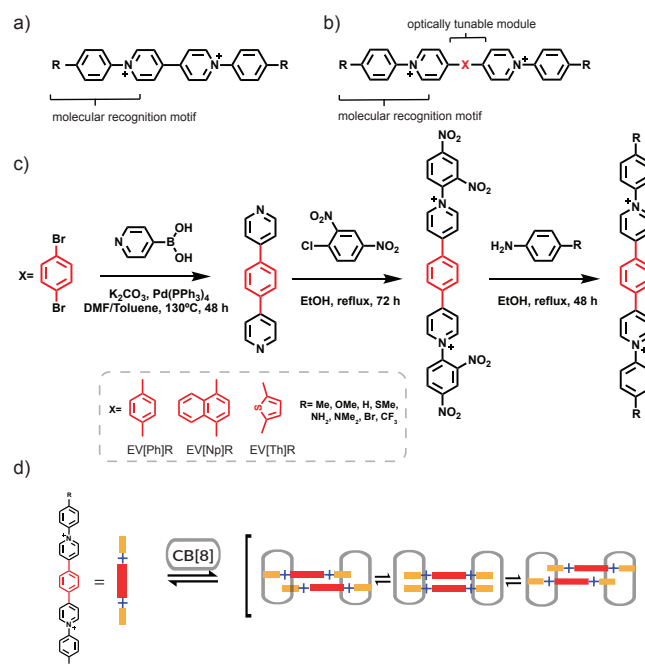 a)
b)
optically tunable module
R
N
+
N
+
R
R
N
+
X
N
+
R
molecular recognition motif
molecular recognition motif
c)
NO₂
NO₂
N
+
R
N
+
X=
Br
Br
N
B
OH
OH
K₂CO₃, Pd(PPh₃)₄
DMF/Toluene, 130ºC, 48 h
N
N
O₂N
Cl
NO₂
EtOH, reflux, 72 h
H₂N
R
EtOH, reflux, 48 h
N
+
NO₂
NO₂
N
+
R
X=
S
R= Me, OMe, H, SMe,
NH₂, NMe₂, Br, CF₃
EV[Ph]R
EV[Np]R
EV[Th]R
d)
R
N
+
N
+
=
+
+
CB[8]
+ +
+ +
+ +
+ +
+ +
+ +